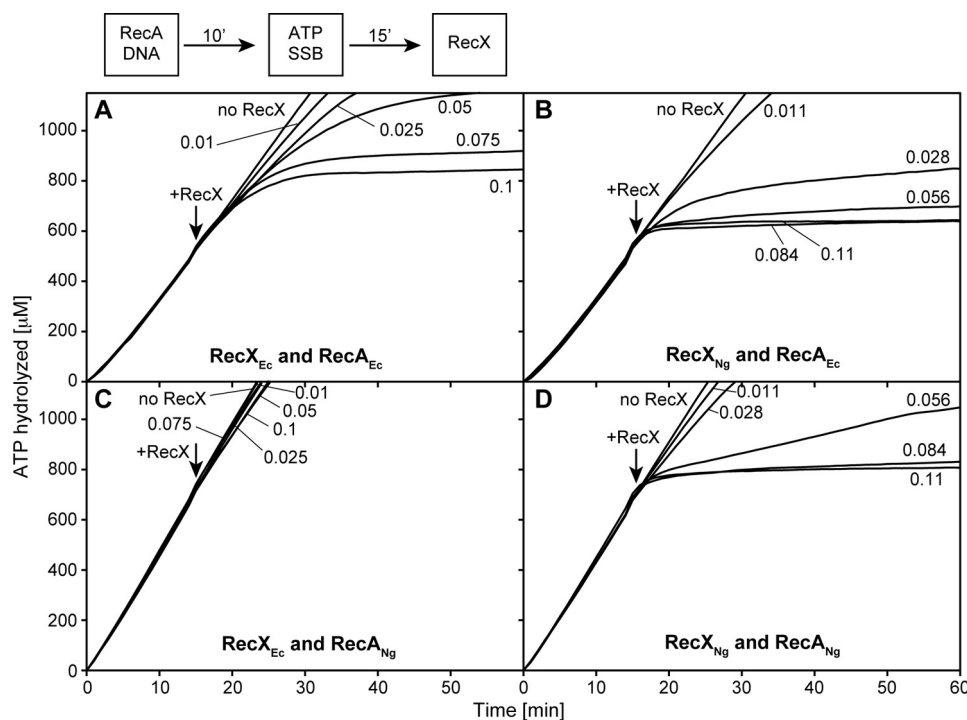 RecA
DNA
10'
ATP
SSB
15'
RecX
ATP hydrolyzed [μM]
A
no RecX
0.01
0.025
0.05
0.075
0.1
+RecX
RecX_Ec and RecA_Ec
1000
800
600
400
200
0
B
no RecX
0.011
0.028
0.056
0.084
0.11
+RecX
RecX_Ng and RecA_Ec
C
no RecX
0.01
0.05
0.075
0.1
0.025
+RecX
RecX_Ec and RecA_Ng
1000
800
600
400
200
0
0 10 20 30 40 50
D
no RecX
0.011
0.028
0.056
0.084
0.11
+RecX
RecX_Ng and RecA_Ng
0 10 20 30 40 50 60
Time [min]